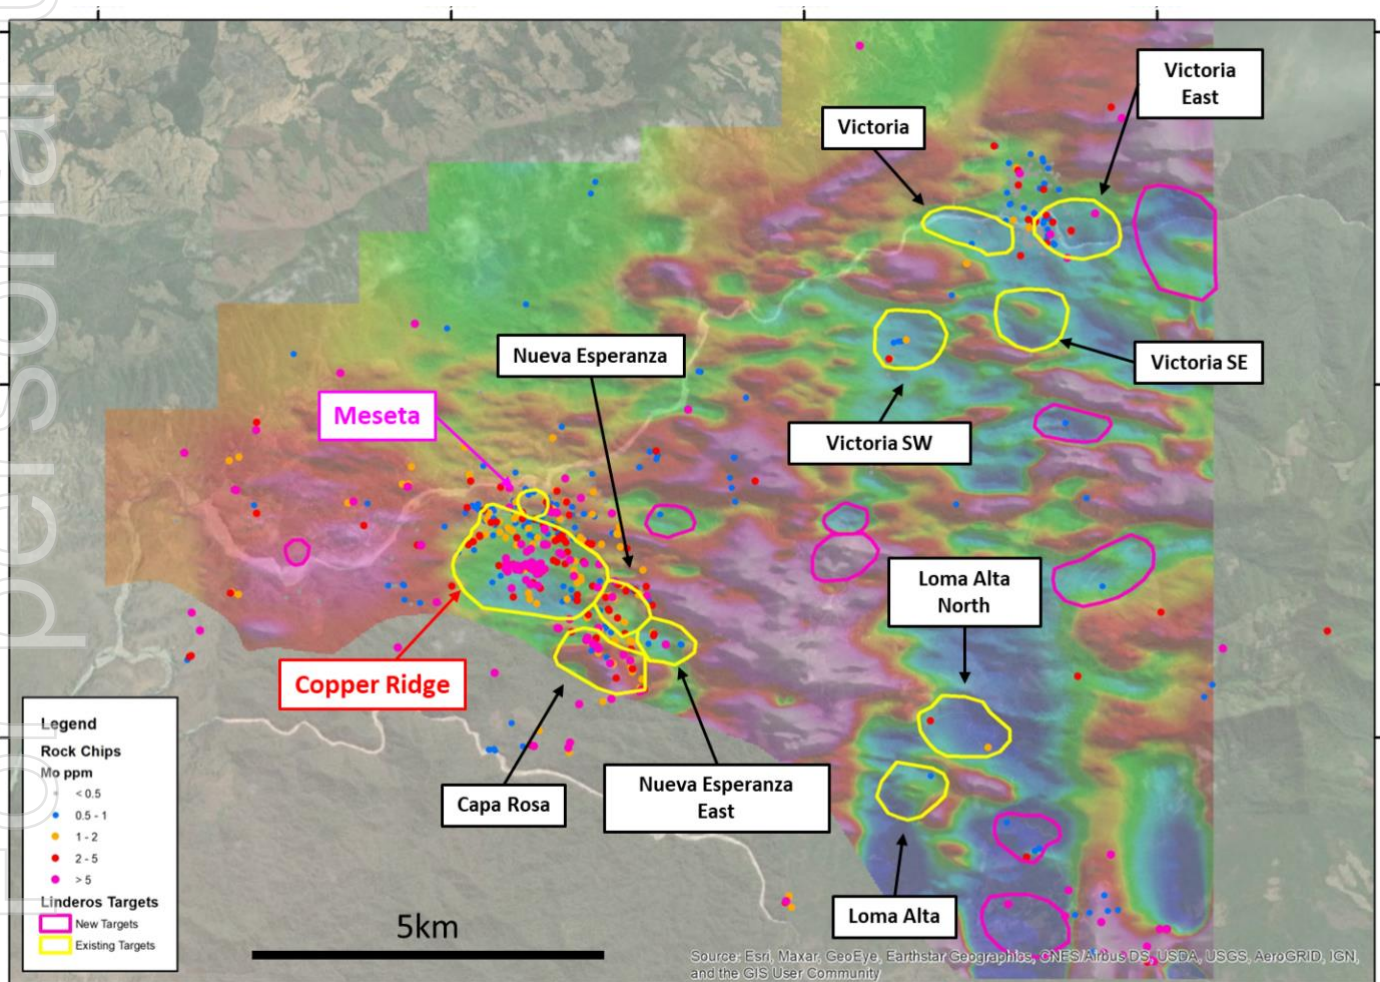 For personal
Victoria
East
Victoria
Nueva Esperanza
Victoria SE
Meseta
Victoria SW
Loma Alta
North
Copper Ridge
Nueva Esperanza
East
Capa Rosa
Loma Alta
Legend
Rock Chips
Mo ppm
< 0.5
0.5 - 1
1 - 2
2 - 5
> 5
Linderos Targets
New Targets
Existing Targets
5km
Source: Esri, Maxar, GeoEye, Earthstar Geographics, CNES/Airbus DS, USDA, USGS, AeroGRID, IGN,
and the GIS User Community